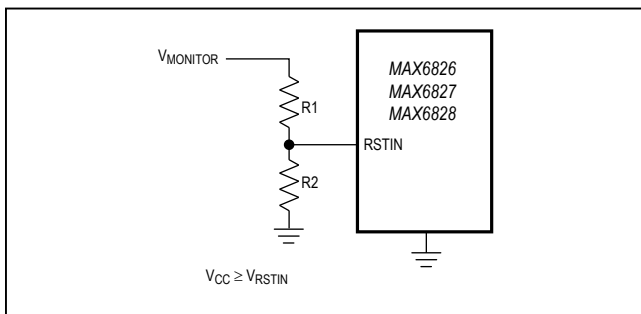 VMONITOR
R1
R2
MAX6826
MAX6827
MAX6828
RSTIN
VCC ≥ VRSTIN